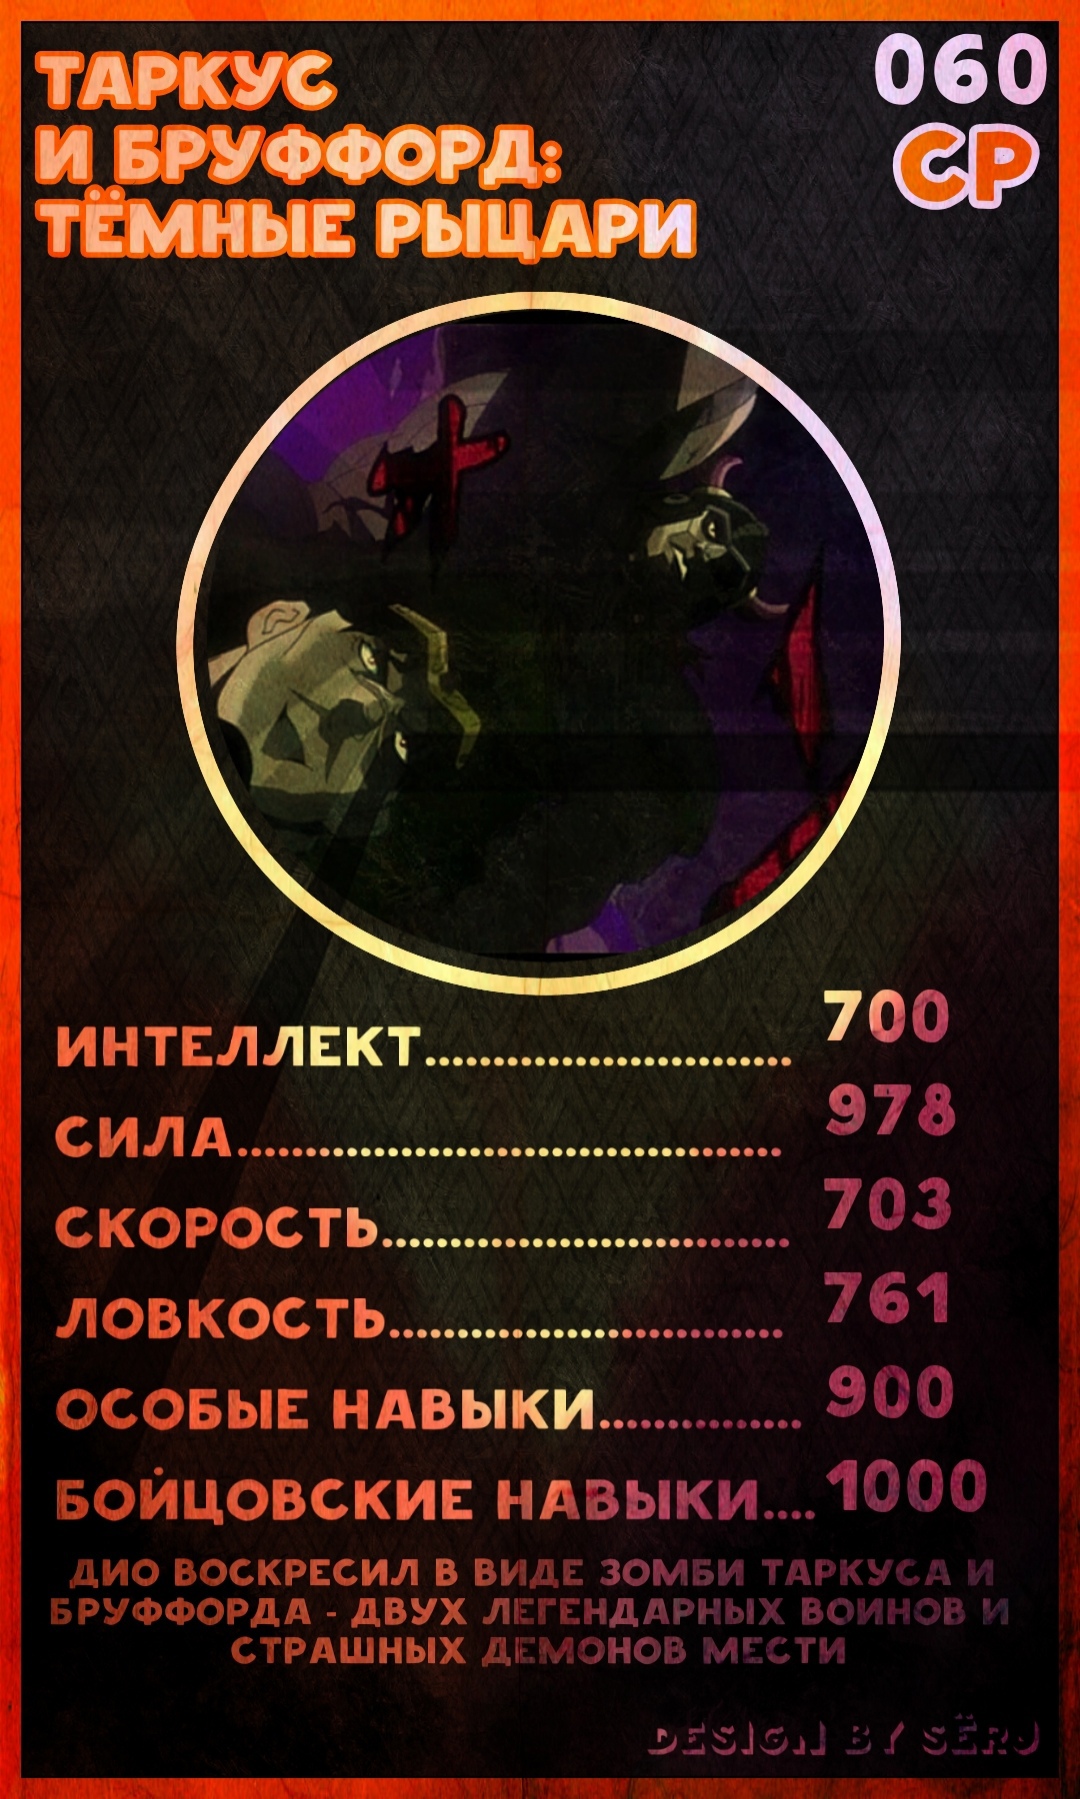 ТАРКУС
И БРУФФОРД:
ТЁМНЫЕ РЫЦАРИ
060
СР
ИНТЕЛЛЕКТ........................... 700
СИЛА........................................ 978
СКОРОСТЬ.............................. 703
ЛОВКОСТЬ............................. 761
ОСОБЫЕ НАВЫКИ............... 900
БОЙЦОВСКИЕ НАВЫКИ.... 1000
ДИО ВОСКРЕСИЛ В ВИДЕ ЗОМБИ ТАРКУСА И
БРУФФОРДА - ДВУХ ЛЕГЕНДАРНЫХ ВОИНОВ И
СТРАШНЫХ ДЕМОНОВ МЕСТИ
DESIGN BY SЁRJ